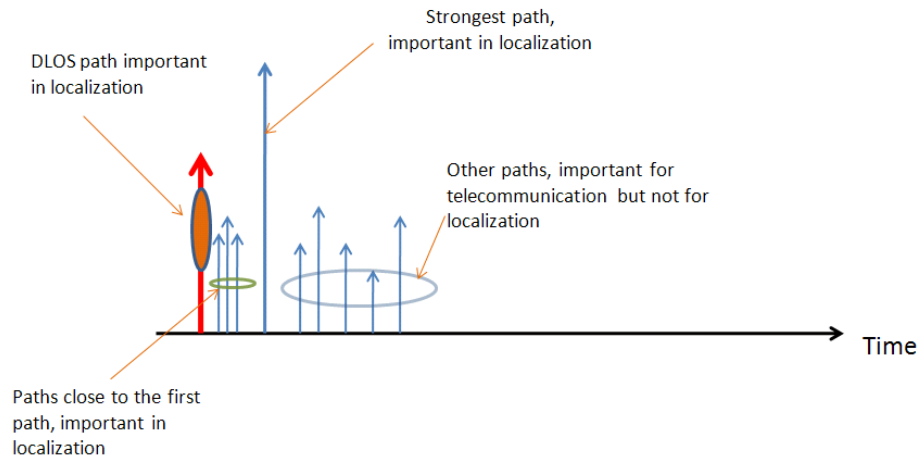 Strongest path,
important in localization
DLOS path important
in localization
Other paths, important for
telecommunication but not for
localization
Time
Paths close to the first
path, important in
localization